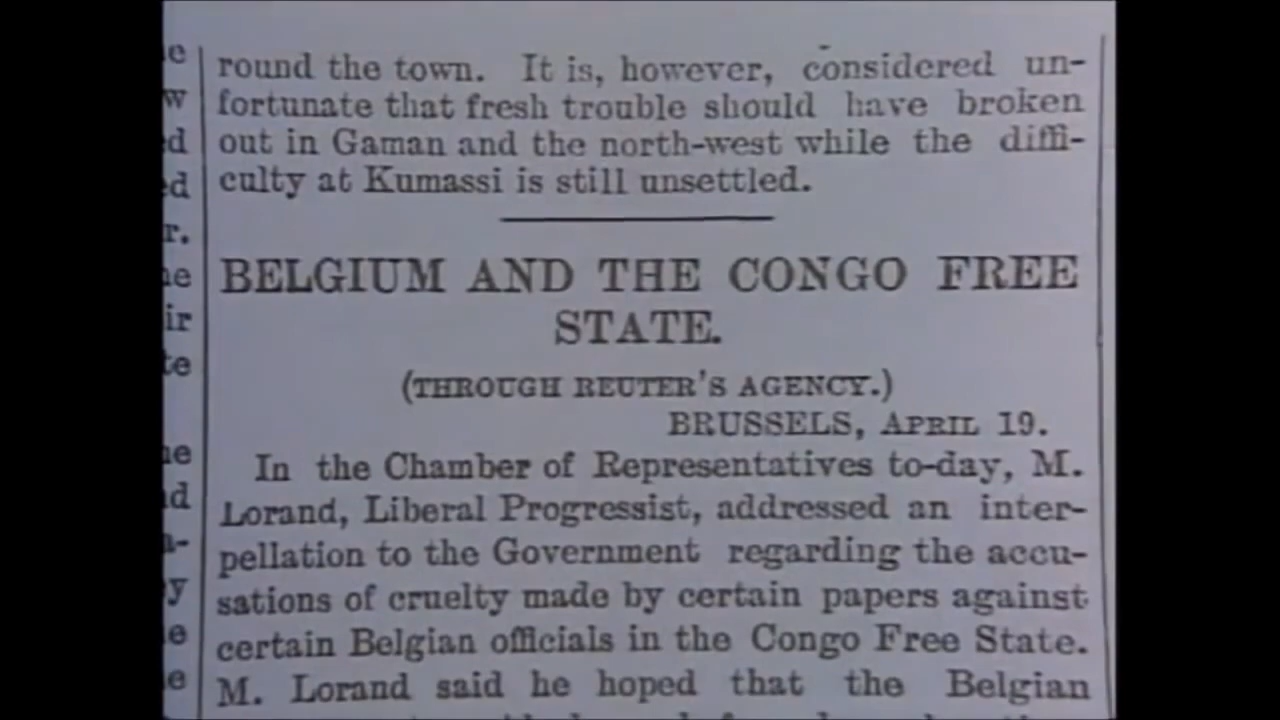 round the town. It is, however, considered un-
fortunate that fresh trouble should have broken
out in Gaman and the north-west while the diffi-
culty at Kumassi is still unsettled.
BELGIUM AND THE CONGO FREE
STATE.
(THROUGH REUTER'S AGENCY.)
BRUSSELS, APRIL 19.
In the Chamber of Representatives to-day, M.
Lorand, Liberal Progressist, addressed an inter-
pellation to the Government regarding the accu-
sations of cruelty made by certain papers against
certain Belgian officials in the Congo Free State.
M. Lorand said he hoped that the Belgian